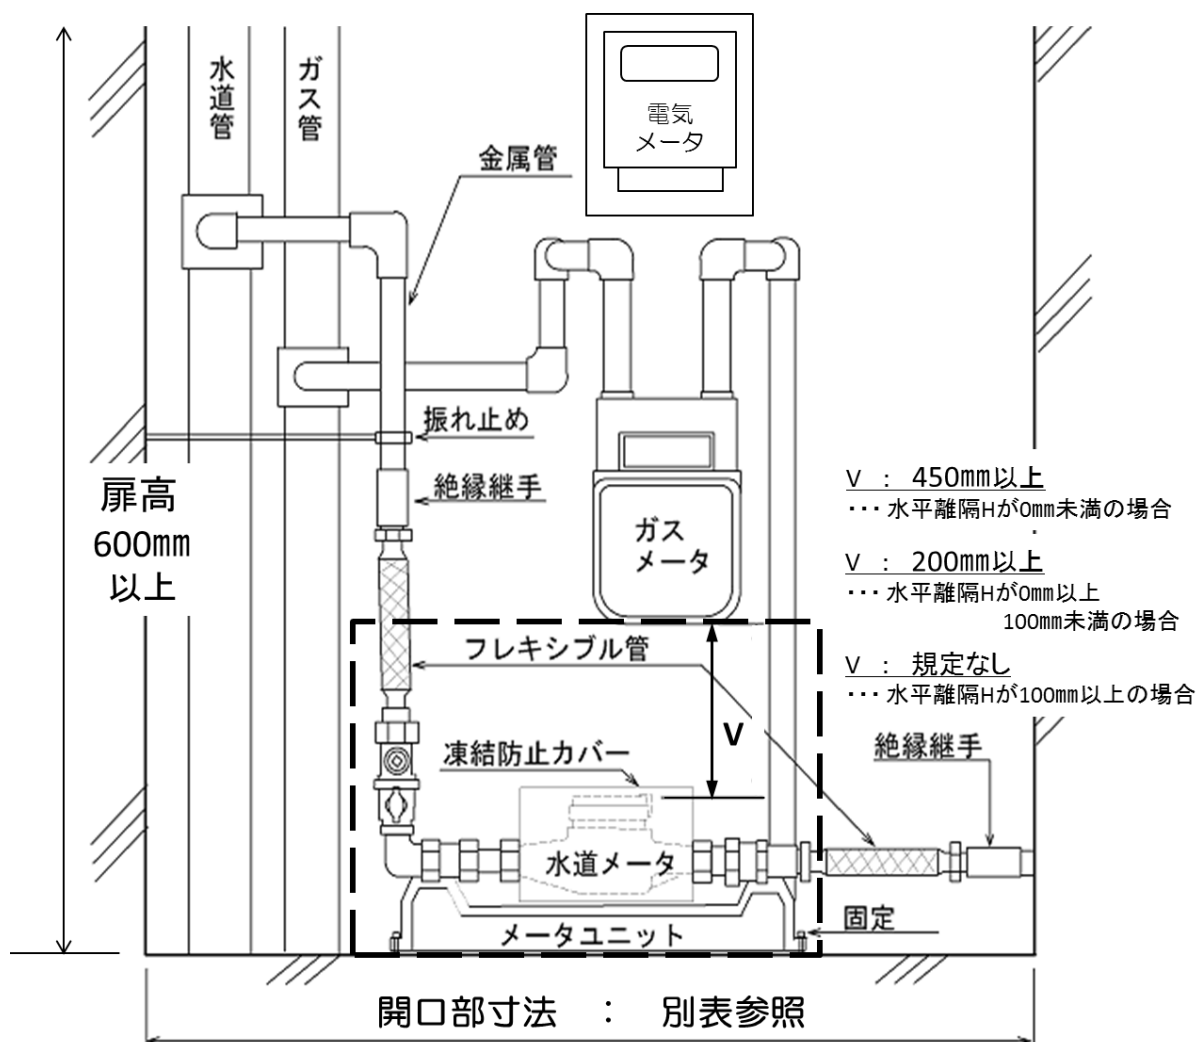 水道管
ガス管
電気
メータ
金属管
振れ止め
絶縁継手
扉高
600㎜
以上
ガス
メータ
V : 450㎜以上
･･･水平離隔Hが0㎜未満の場合
V : 200㎜以上
･･･水平離隔Hが0㎜以上
100㎜未満の場合
V : 規定なし
･･･水平離隔Hが100㎜以上の場合
フレキシブル管
V
凍結防止カバー
絶縁継手
水道メータ
固定
メータユニット
開口部寸法 : 別表参照